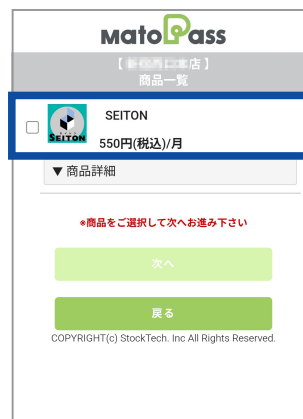 MatoPass
【 店】
商品一覧
SEITON
SEITON
550円(税込)/月
▼ 商品詳細
※商品をご選択して次へお進み下さい
次へ
戻る
COPYRIGHT(c) StockTech. Inc All Rights Reserved.